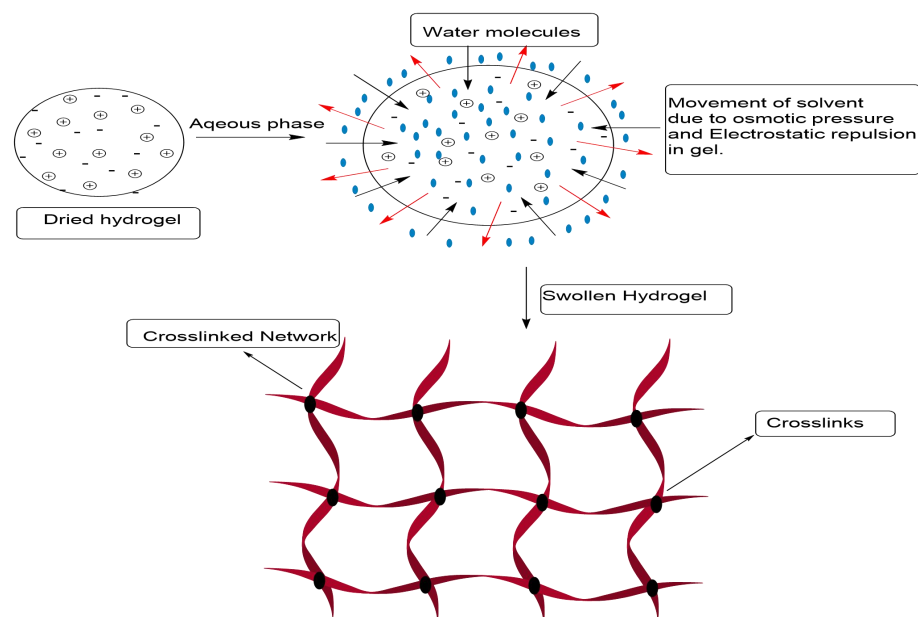 Water molecules
Aqeous phase
Movement of solvent
due to osmotic pressure
and Electrostatic repulsion
in gel.
Dried hydrogel
Swollen Hydrogel
Crosslinked Network
Crosslinks